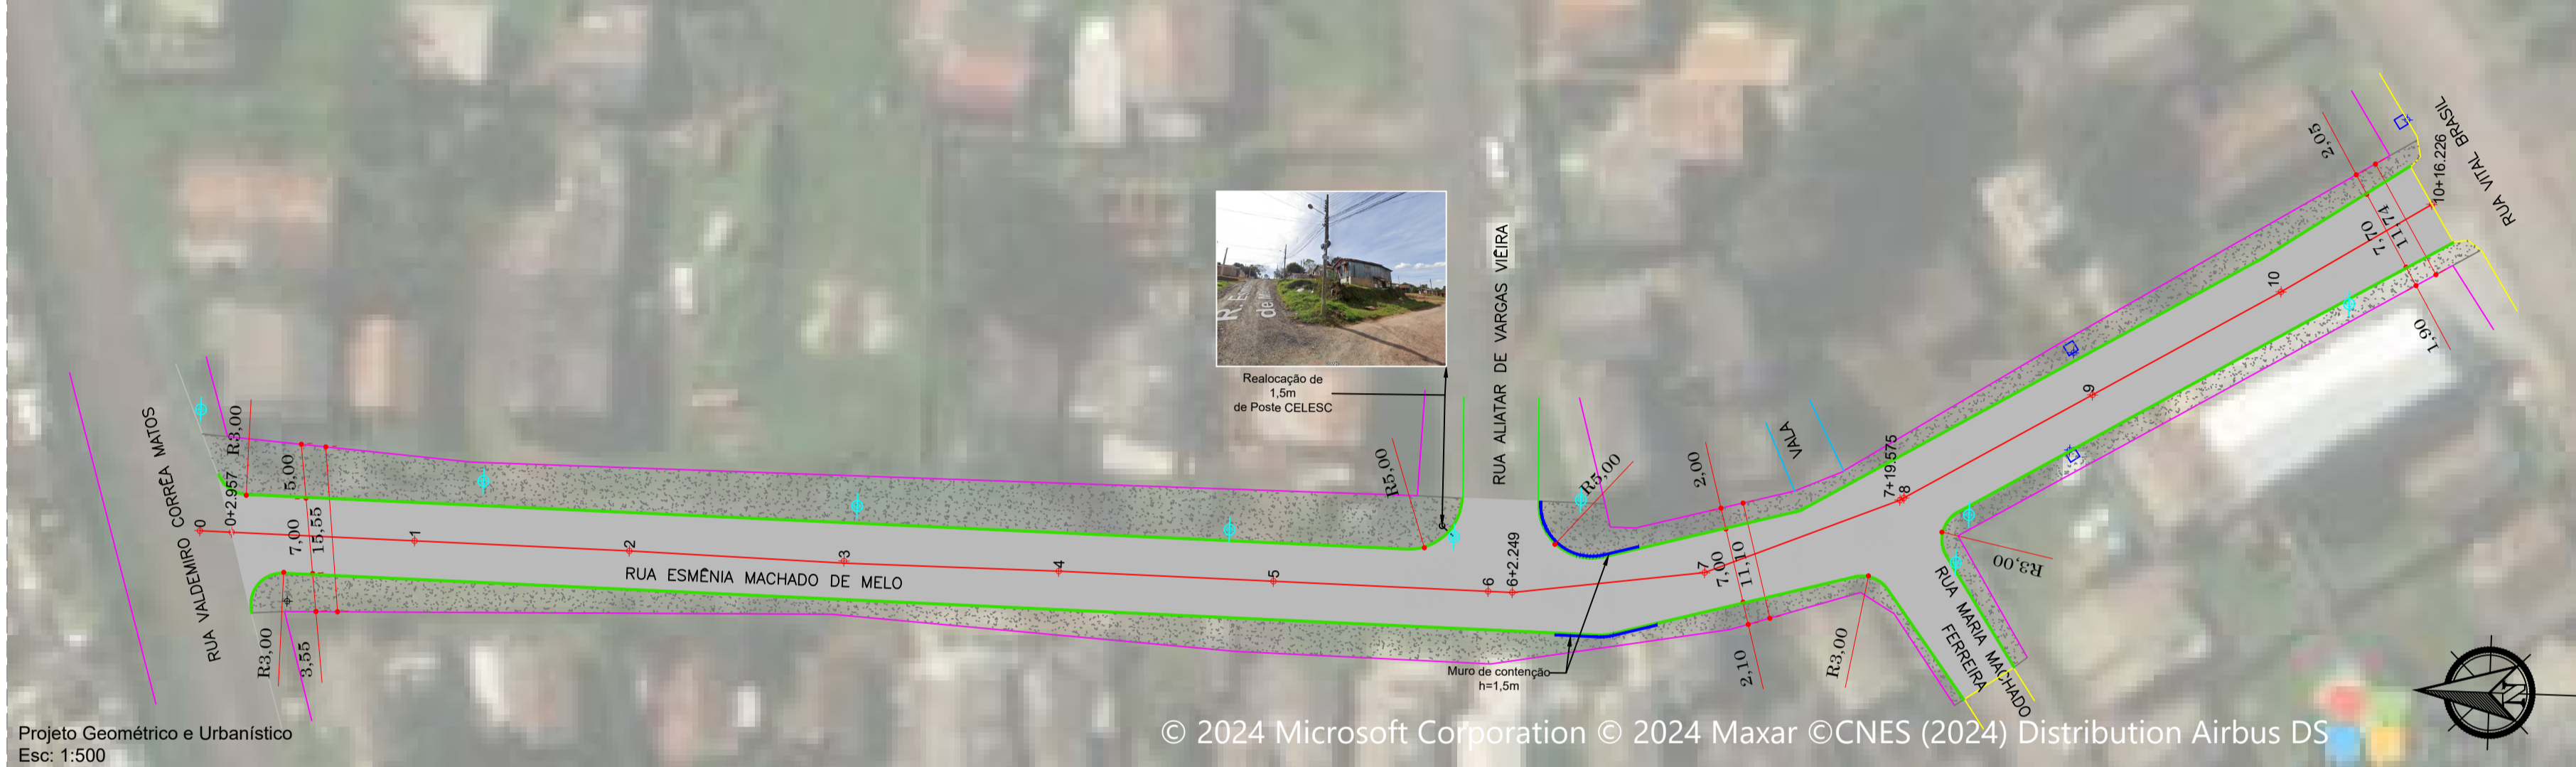 RUA VALDEMIRO CORRÊA MATOS
0
0+2.957
R3,00
5,00
7,00
15,55
R3,00
3,55
1
2
3
4
5
6
6+2.249
7
7+19.575
8
9
10
10+16.226
RUA ESMÊNIA MACHADO DE MELO
Realocação de
1,5m
de Poste CELESC
R5,00
RUA ALIATAR DE VARGAS VIEIRA
R5,00
Muro de contenção
h=1,5m
2,00
7,00
11,10
2,10
VALA
R3,00
R3,00
RUA MARIA MACHADO
FERREIRA
2,05
7,70
11,74
1,90
RUA VITAL BRASIL
N
Projeto Geométrico e Urbanístico
Esc: 1:500
© 2024 Microsoft Corporation © 2024 Maxar ©CNES (2024) Distribution Airbus DS